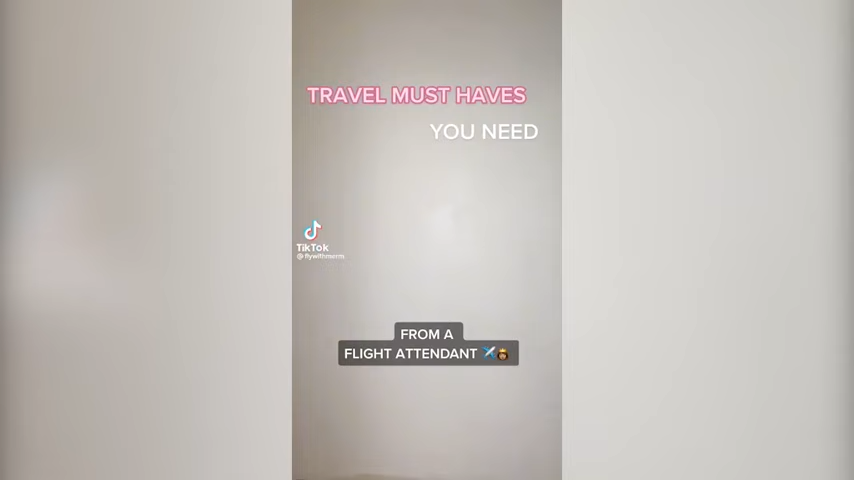 TRAVEL MUST HAVES
YOU NEED
TikTok
@flywithmerm
FROM A
FLIGHT ATTENDANT ✈️👸🏽